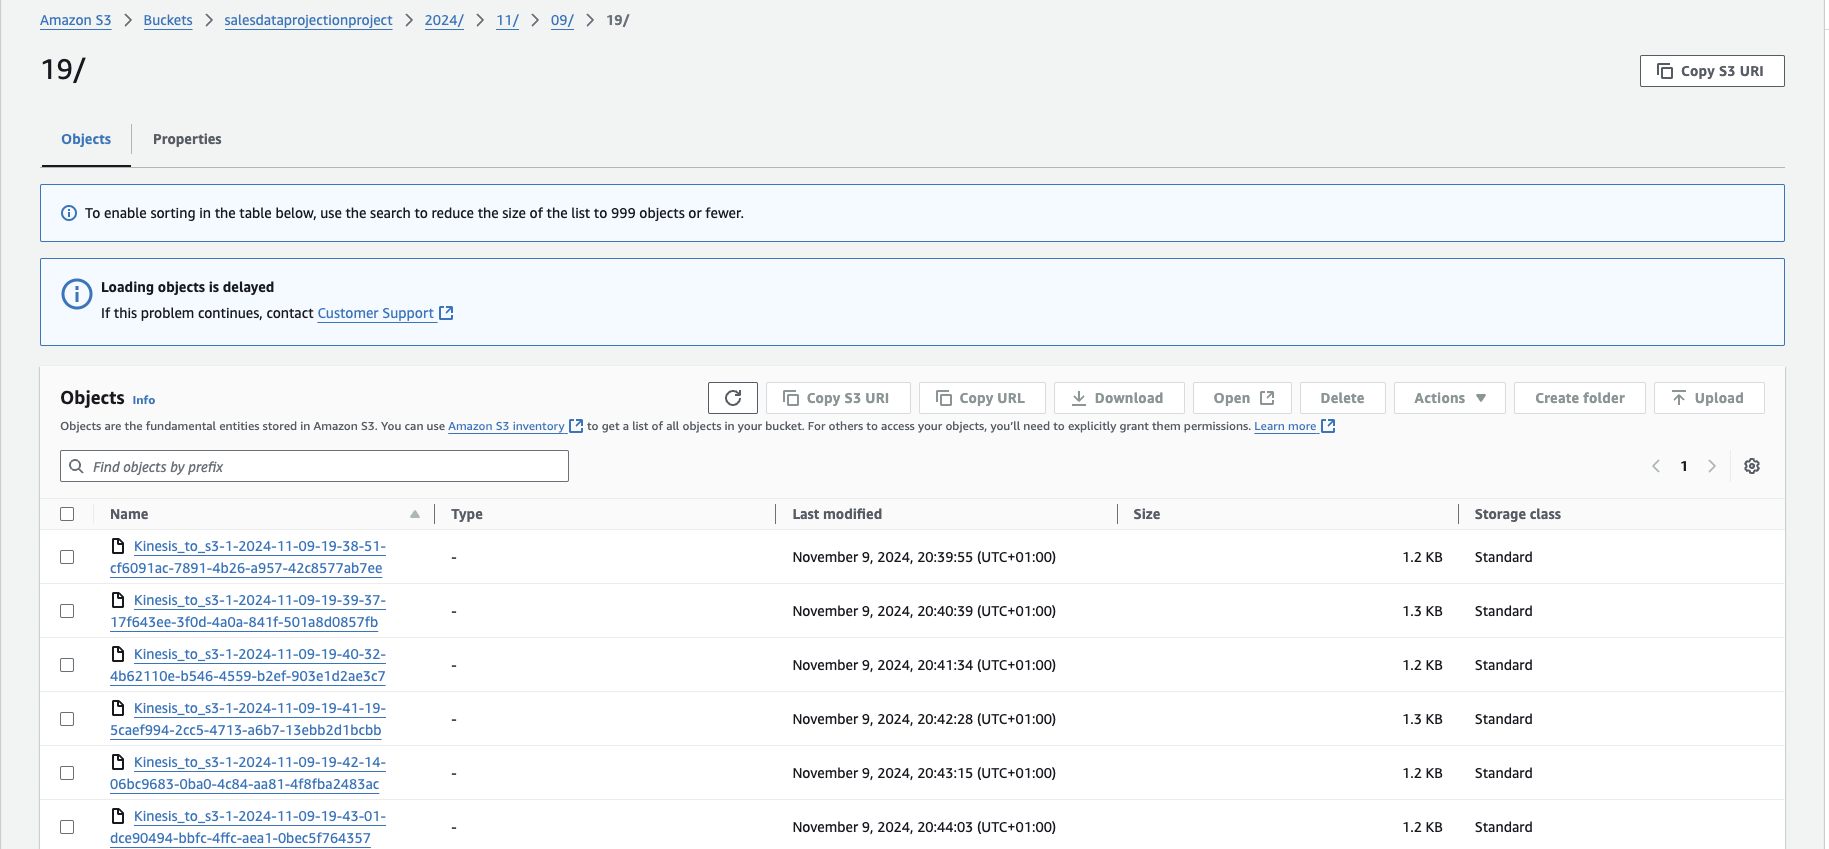 Amazon S3 > Buckets > salesdataprojectionproject > 2024/ > 11/ > 09/ > 19/
19/
Copy S3 URI
Objects Properties
To enable sorting in the table below, use the search to reduce the size of the list to 999 objects or fewer.
Loading objects is delayed
If this problem continues, contact Customer Support
Objects Info
Copy S3 URI Copy URL Download Open Delete Actions Create folder Upload
Objects are the fundamental entities stored in Amazon S3. You can use Amazon S3 inventory to get a list of all objects in your bucket. For others to access your objects, you'll need to explicitly grant them permissions. Learn more
Find objects by prefix
1
Name Type Last modified Size Storage class
Kinesis_to_s3-1-2024-11-09-19-38-51-
cf6091ac-7891-4b26-a957-42c8577ab7ee
- November 9, 2024, 20:39:55 (UTC+01:00) 1.2 KB Standard
Kinesis_to_s3-1-2024-11-09-19-39-37-
17f643ee-3f0d-4a0a-841f-501a8d0857fb
- November 9, 2024, 20:40:39 (UTC+01:00) 1.3 KB Standard
Kinesis_to_s3-1-2024-11-09-19-40-32-
4b62110e-b546-4559-b2ef-903e1d2ae3c7
- November 9, 2024, 20:41:34 (UTC+01:00) 1.2 KB Standard
Kinesis_to_s3-1-2024-11-09-19-41-19-
5caef994-2cc5-4713-a6b7-13ebb2d1bcbb
- November 9, 2024, 20:42:28 (UTC+01:00) 1.3 KB Standard
Kinesis_to_s3-1-2024-11-09-19-42-14-
06bc9683-0ba0-4c84-aa81-4f8fba2483ac
- November 9, 2024, 20:43:15 (UTC+01:00) 1.2 KB Standard
Kinesis_to_s3-1-2024-11-09-19-43-01-
dce90494-bbfc-4ffc-aea1-0bec5f764357
- November 9, 2024, 20:44:03 (UTC+01:00) 1.2 KB Standard